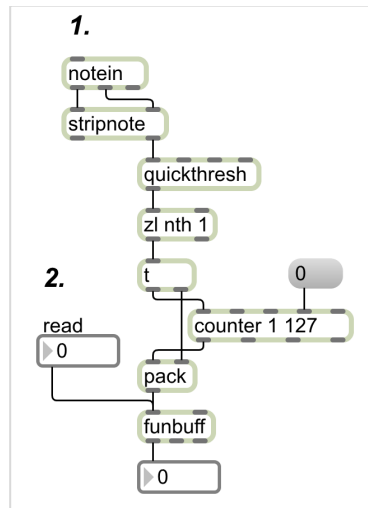 1.
notein
stripnote
quickthresh
zl nth 1
t
0
counter 1 127
2.
read
0
pack
funbuff
0